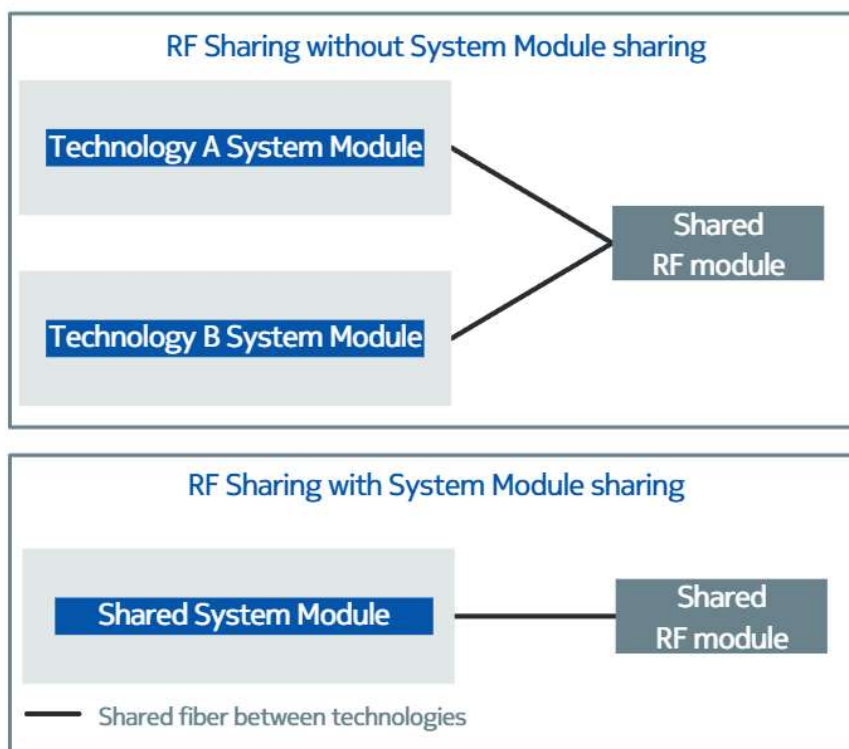 RF Sharing without System Module sharing
Technology A System Module
Shared
RF module
Technology B System Module
RF Sharing with System Module sharing
Shared System Module
Shared
RF module
Shared fiber between technologies